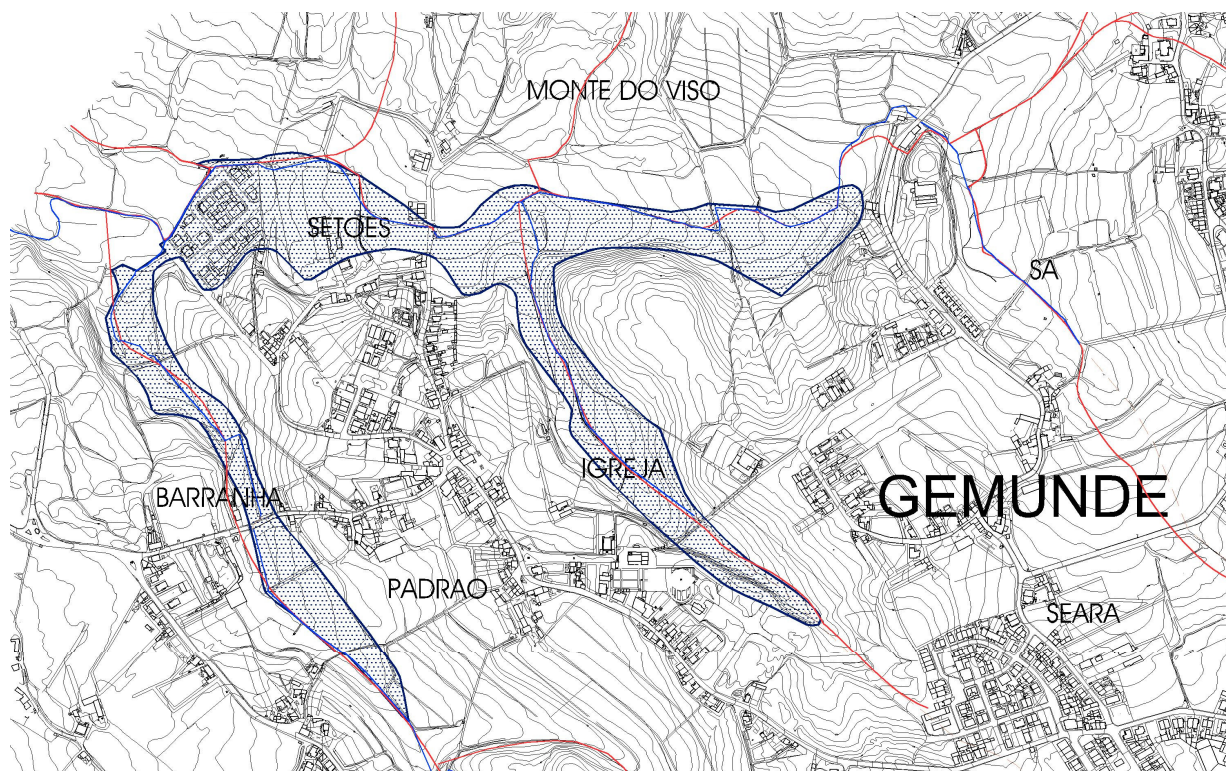 MONTE DO VISO
SETOES
SA
IGREJA
BARRANHA
GEMUNDE
PADRAO
SEARA